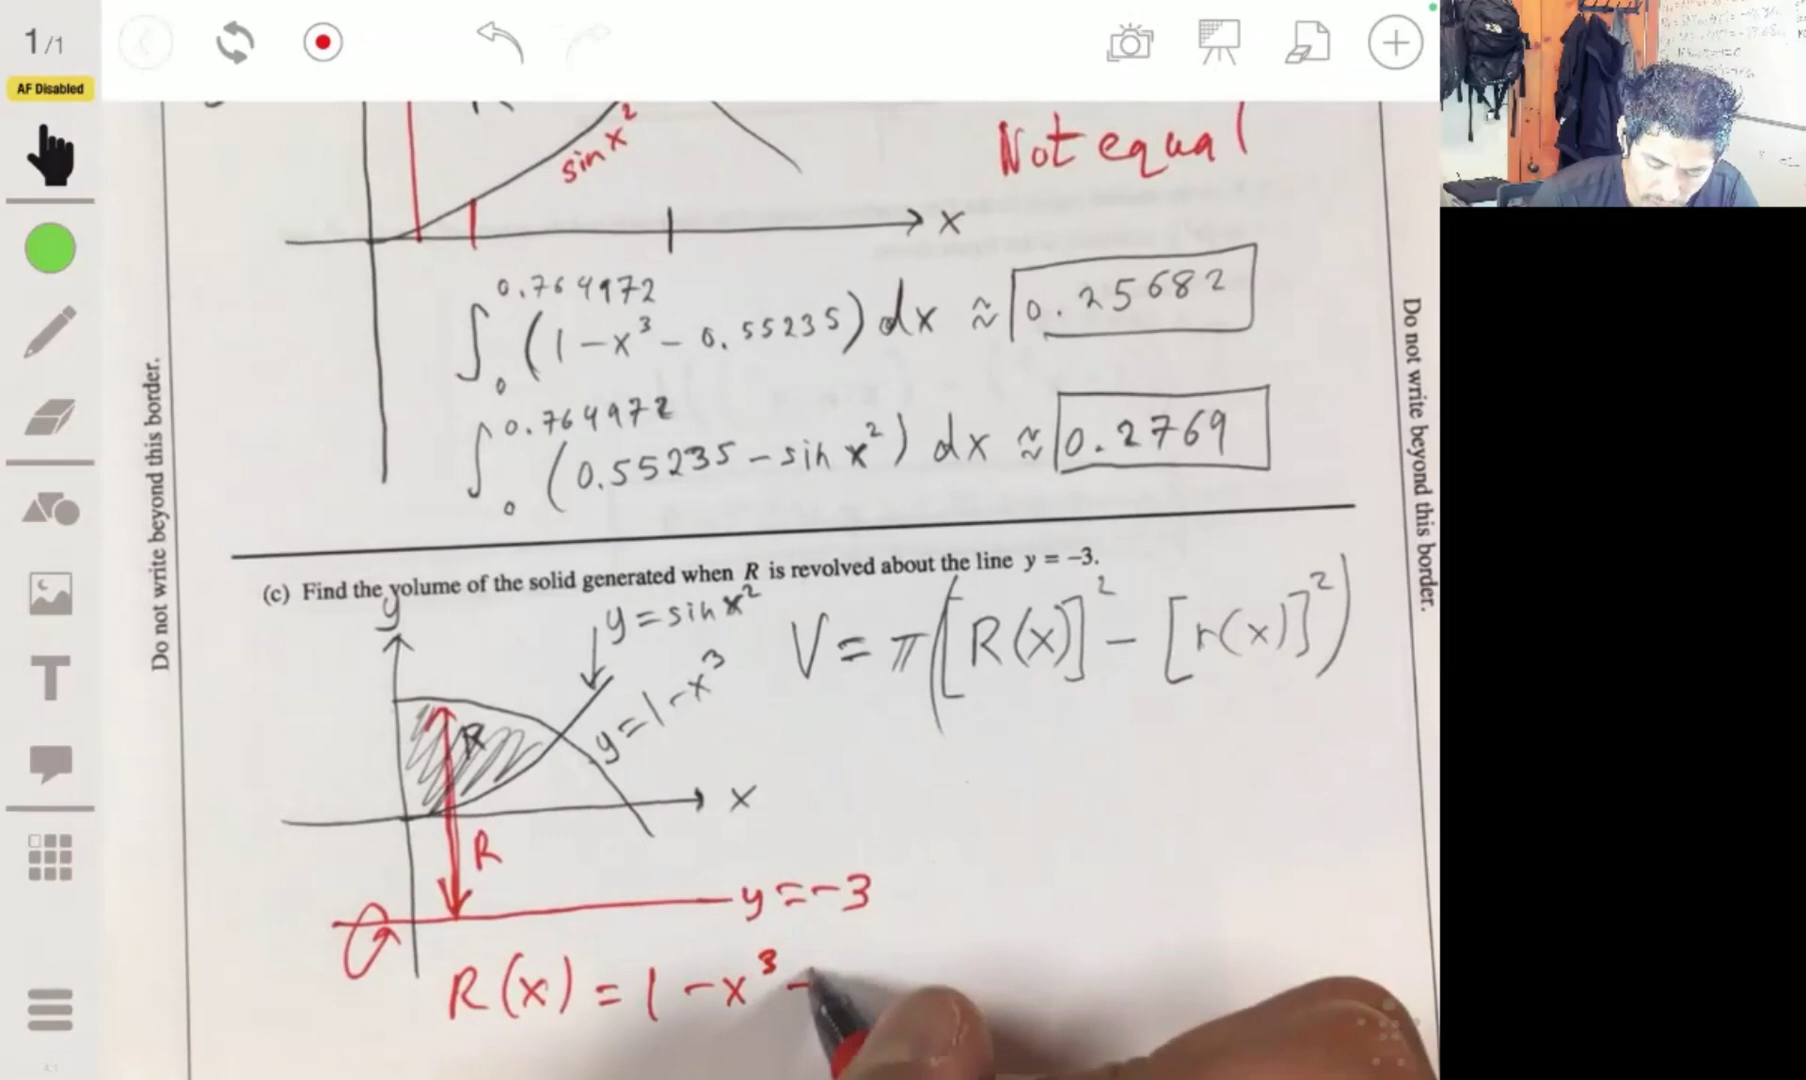 1/1
AF Disabled
sin x²
Not equal
x
∫₀^0.764972 (1-x³-0.55235) dx ≈ 0.25682
∫₀^0.764972 (0.55235-sin x²) dx ≈ 0.2769
Do not write beyond this border.
Do not write beyond this border.
(c) Find the volume of the solid generated when R is revolved about the line y = –3.
y
y=sin x²
V=π([R(x)]²-[r(x)]²)
y=1-x³
R
x
R
y=-3
R(x)=1-x³-
T